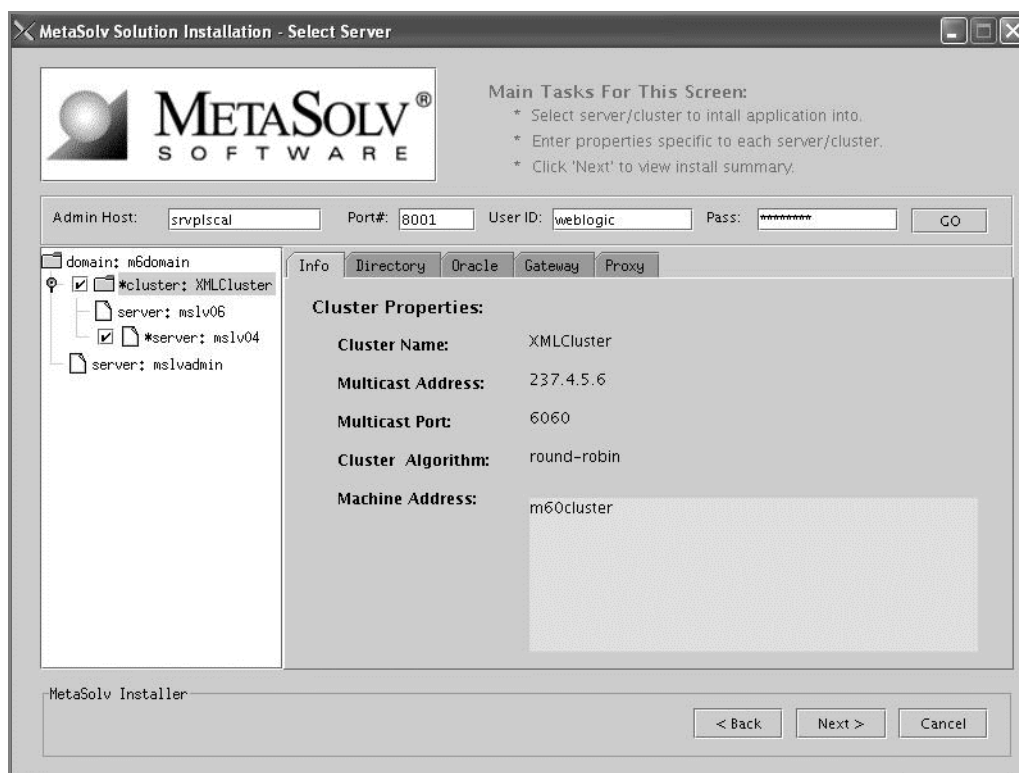 MetaSolv Solution Installation - Select Server
METASOLV®
SOFTWARE
Main Tasks For This Screen:
* Select server/cluster to intall application into.
* Enter properties specific to each server/cluster.
* Click 'Next' to view install summary.
Admin Host: srvplscal Port#: 8001 User ID: weblogic Pass: ******** GO
domain: m6domain
*cluster: XMLCluster
server: mslv06
*server: mslv04
server: mslvadmin
Info Directory Oracle Gateway Proxy
Cluster Properties:
Cluster Name: XMLCluster
Multicast Address: 237.4.5.6
Multicast Port: 6060
Cluster Algorithm: round-robin
Machine Address: m60cluster
MetaSolv Installer
< Back Next > Cancel